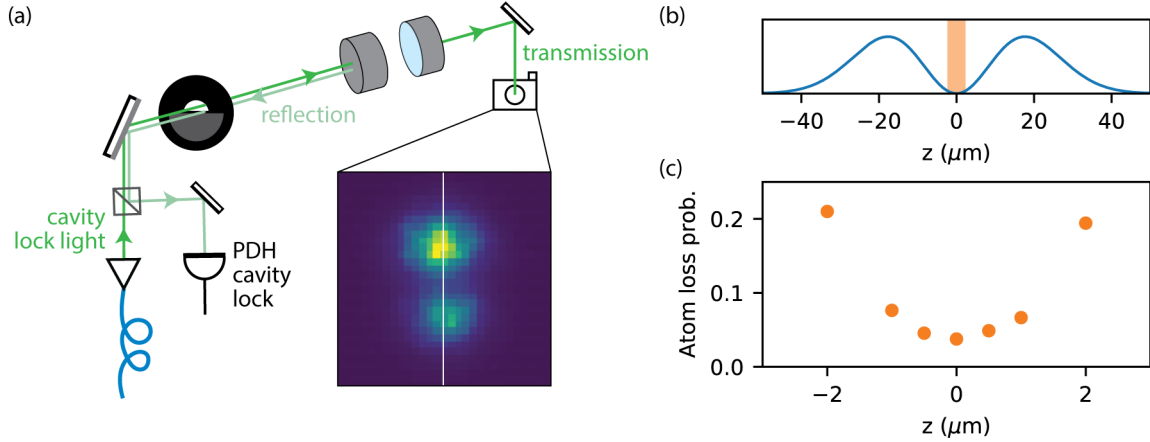 (a)
transmission
reflection
cavity
lock light
PDH
cavity
lock
(b)
−40 −20 0 20 40
z (μm)
(c)
Atom loss prob.
0.2
0.1
0.0
−2 0 2
z (μm)